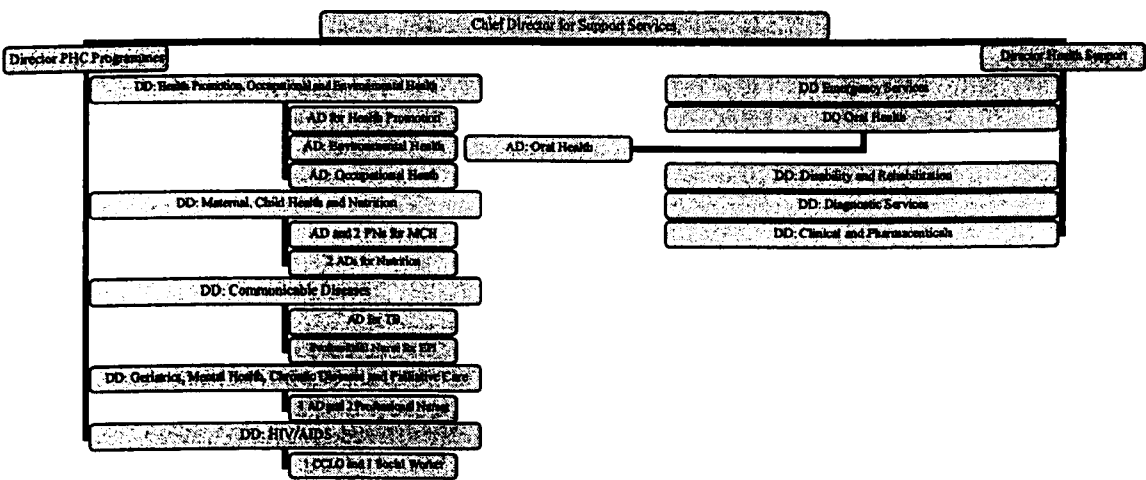 Chief Director for Support Services
Director PHC Programmes
Director Health Support
DD: Health Promotion, Occupational and Environmental Health
AD for Health Promotion
AD: Environmental Health
AD: Occupational Heath
DD: Maternal, Child Health and Nutrition
AD and 2 PNs for MCH
2 ADs for Nutrition
DD: Communicable Diseases
AD for TB
Professional Nurse for EPI
DD: Geriatrics, Mental Health, Chronic Diseases and Palliative Care
1 AD and 2 Professional Nurses
DD: HIV/AIDS
1 CCLO and 1 Social Worker
DD Emergency Services
DD Oral Health
AD: Oral Health
DD: Disability and Rehabilitation
DD: Diagnostic Services
DD: Clinical and Pharmaceuticals